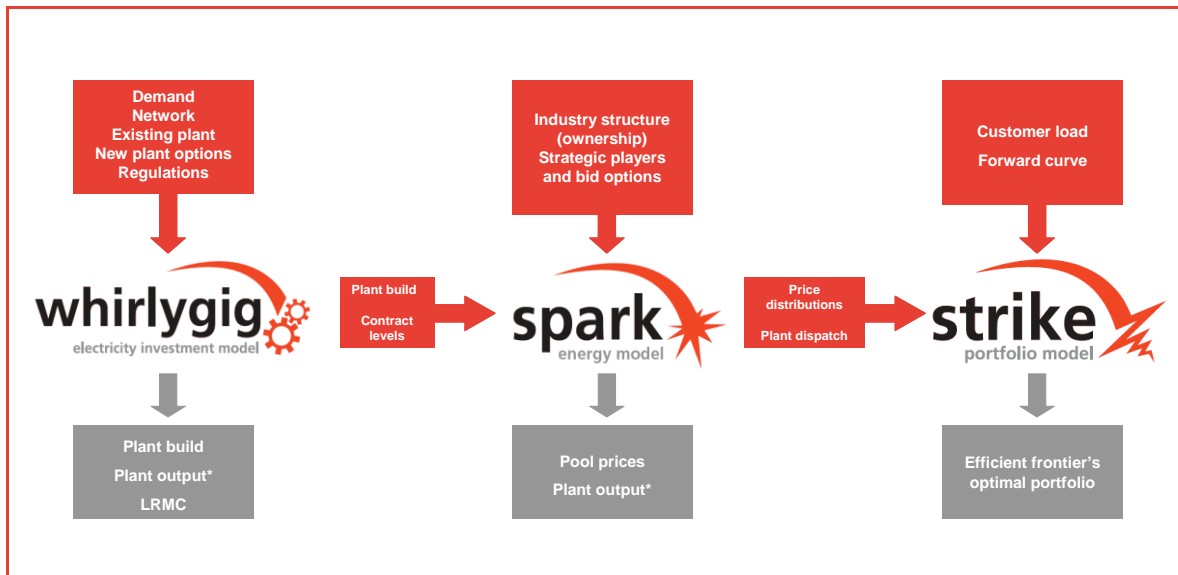 Demand
Network
Existing plant
New plant options
Regulations
Industry structure
(ownership)
Strategic players
and bid options
Customer load
Forward curve
whirlygig
electricity investment model
Plant build
Contract
levels
spark
energy model
Price
distributions
Plant dispatch
strike
portfolio model
Plant build
Plant output*
LRMC
Pool prices
Plant output*
Efficient frontier's
optimal portfolio